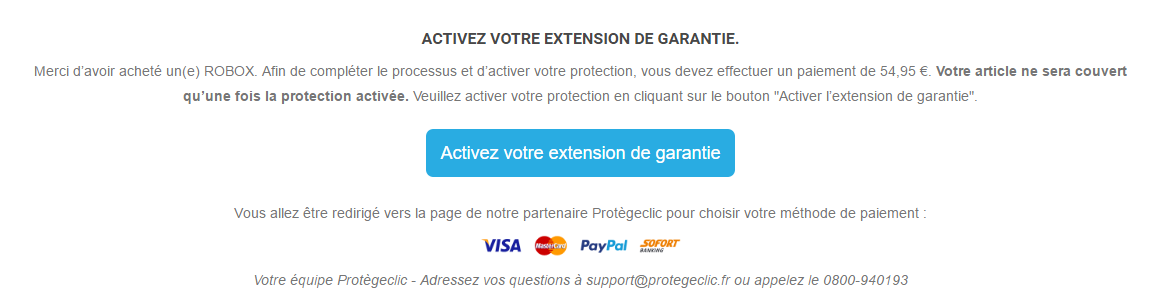 ACTIVEZ VOTRE EXTENSION DE GARANTIE.
Merci d’avoir acheté un(e) ROBOX. Afin de compléter le processus et d’activer votre protection, vous devez effectuer un paiement de 54,95 €. Votre article ne sera couvert
qu’une fois la protection activée. Veuillez activer votre protection en cliquant sur le bouton "Activer l’extension de garantie".
Activez votre extension de garantie
Vous allez être redirigé vers la page de notre partenaire Protègeclic pour choisir votre méthode de paiement :
VISA MasterCard PayPal SOFORT
BANKING
Votre équipe Protègeclic - Adressez vos questions à support@protegeclic.fr ou appelez le 0800-940193